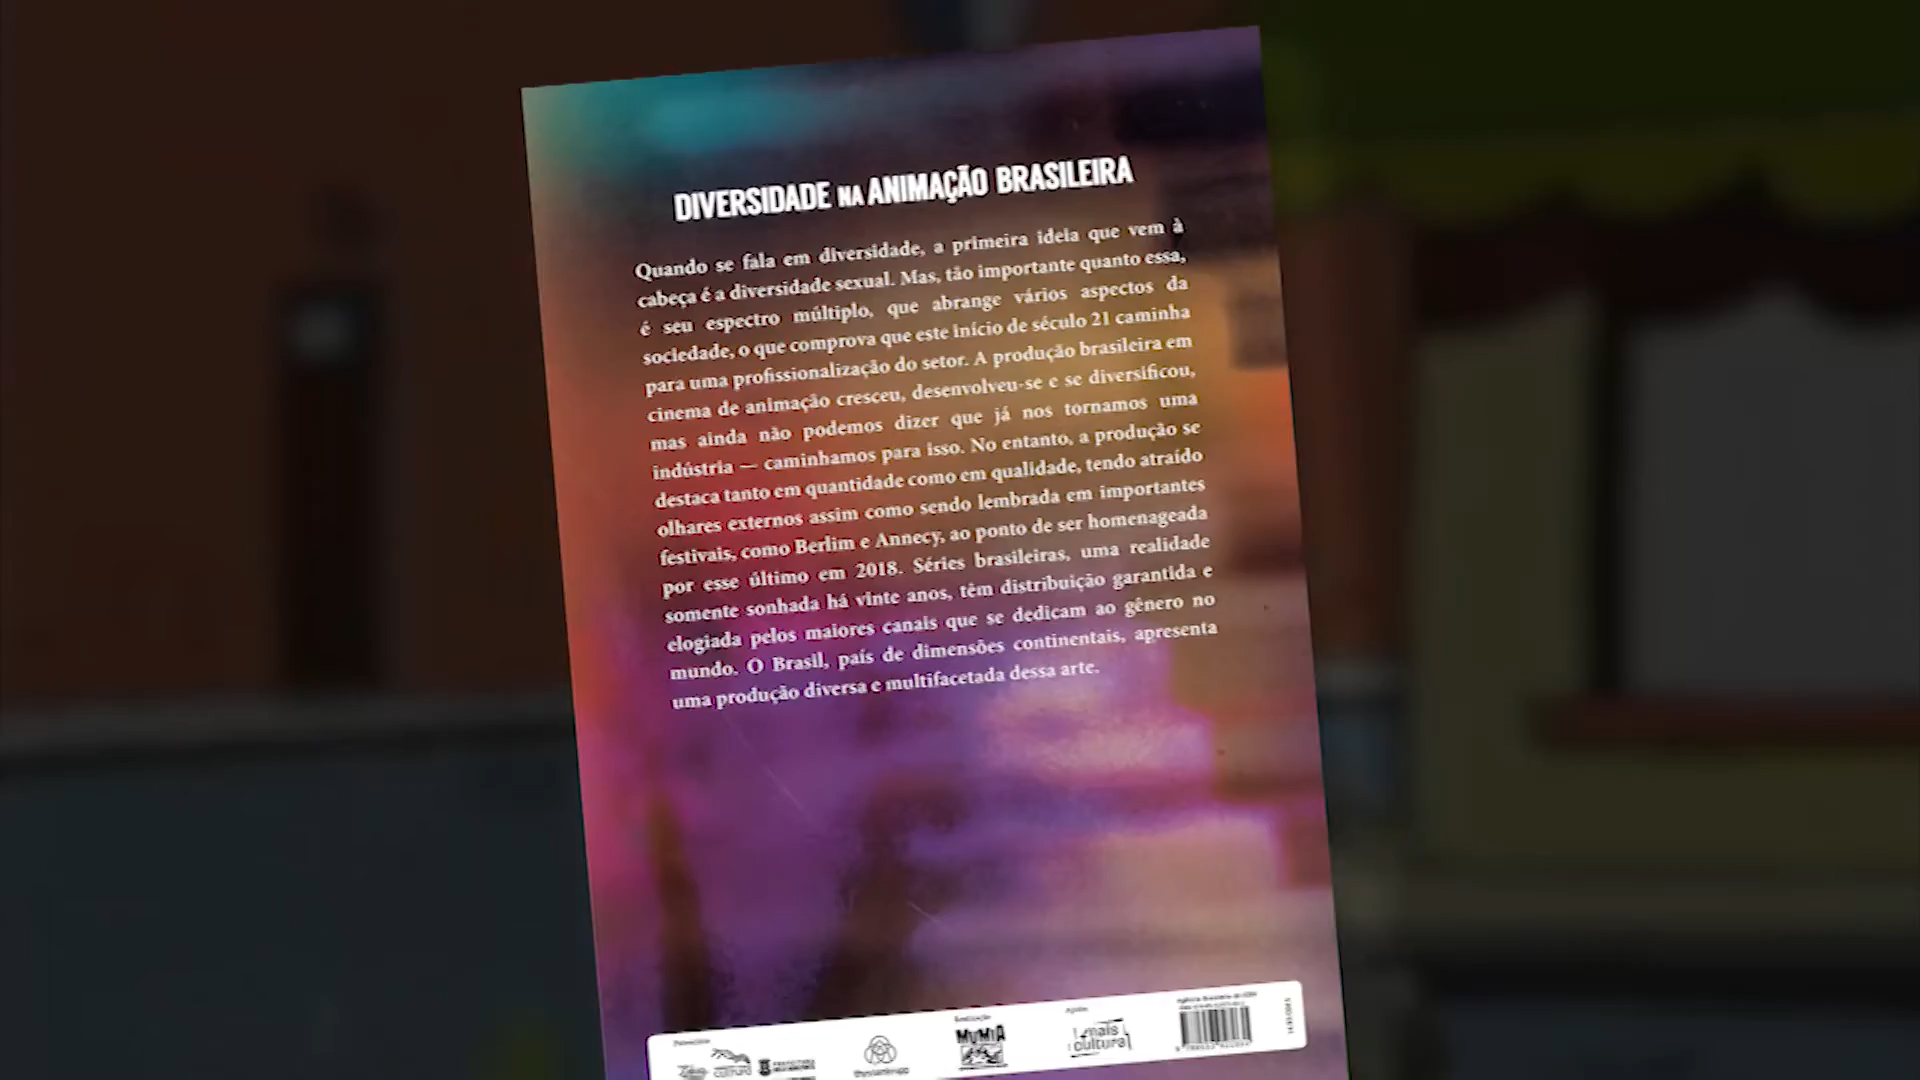 DIVERSIDADE NA ANIMAÇÃO BRASILEIRA
Quando se fala em diversidade, a primeira ideia que vem à
cabeça é a diversidade sexual. Mas, tão importante quanto essa,
é seu espectro múltiplo, que abrange vários aspectos da
sociedade, o que comprova que este início de século 21 caminha
para uma profissionalização do setor. A produção brasileira em
cinema de animação cresceu, desenvolveu-se e se diversificou,
mas ainda não podemos dizer que já nos tornamos uma
indústria — caminhamos para isso. No entanto, a produção se
destaca tanto em quantidade como em qualidade, tendo atraído
olhares externos assim como sendo lembrada em importantes
festivais, como Berlim e Annecy, ao ponto de ser homenageada
por esse último em 2018. Séries brasileiras, uma realidade
somente sonhada há vinte anos, têm distribuição garantida e
elogiada pelos maiores canais que se dedicam ao gênero no
mundo. O Brasil, país de dimensões continentais, apresenta
uma produção diversa e multifacetada dessa arte.
CULTURA
PREFEITURA
MUMIA
mais
cultura!